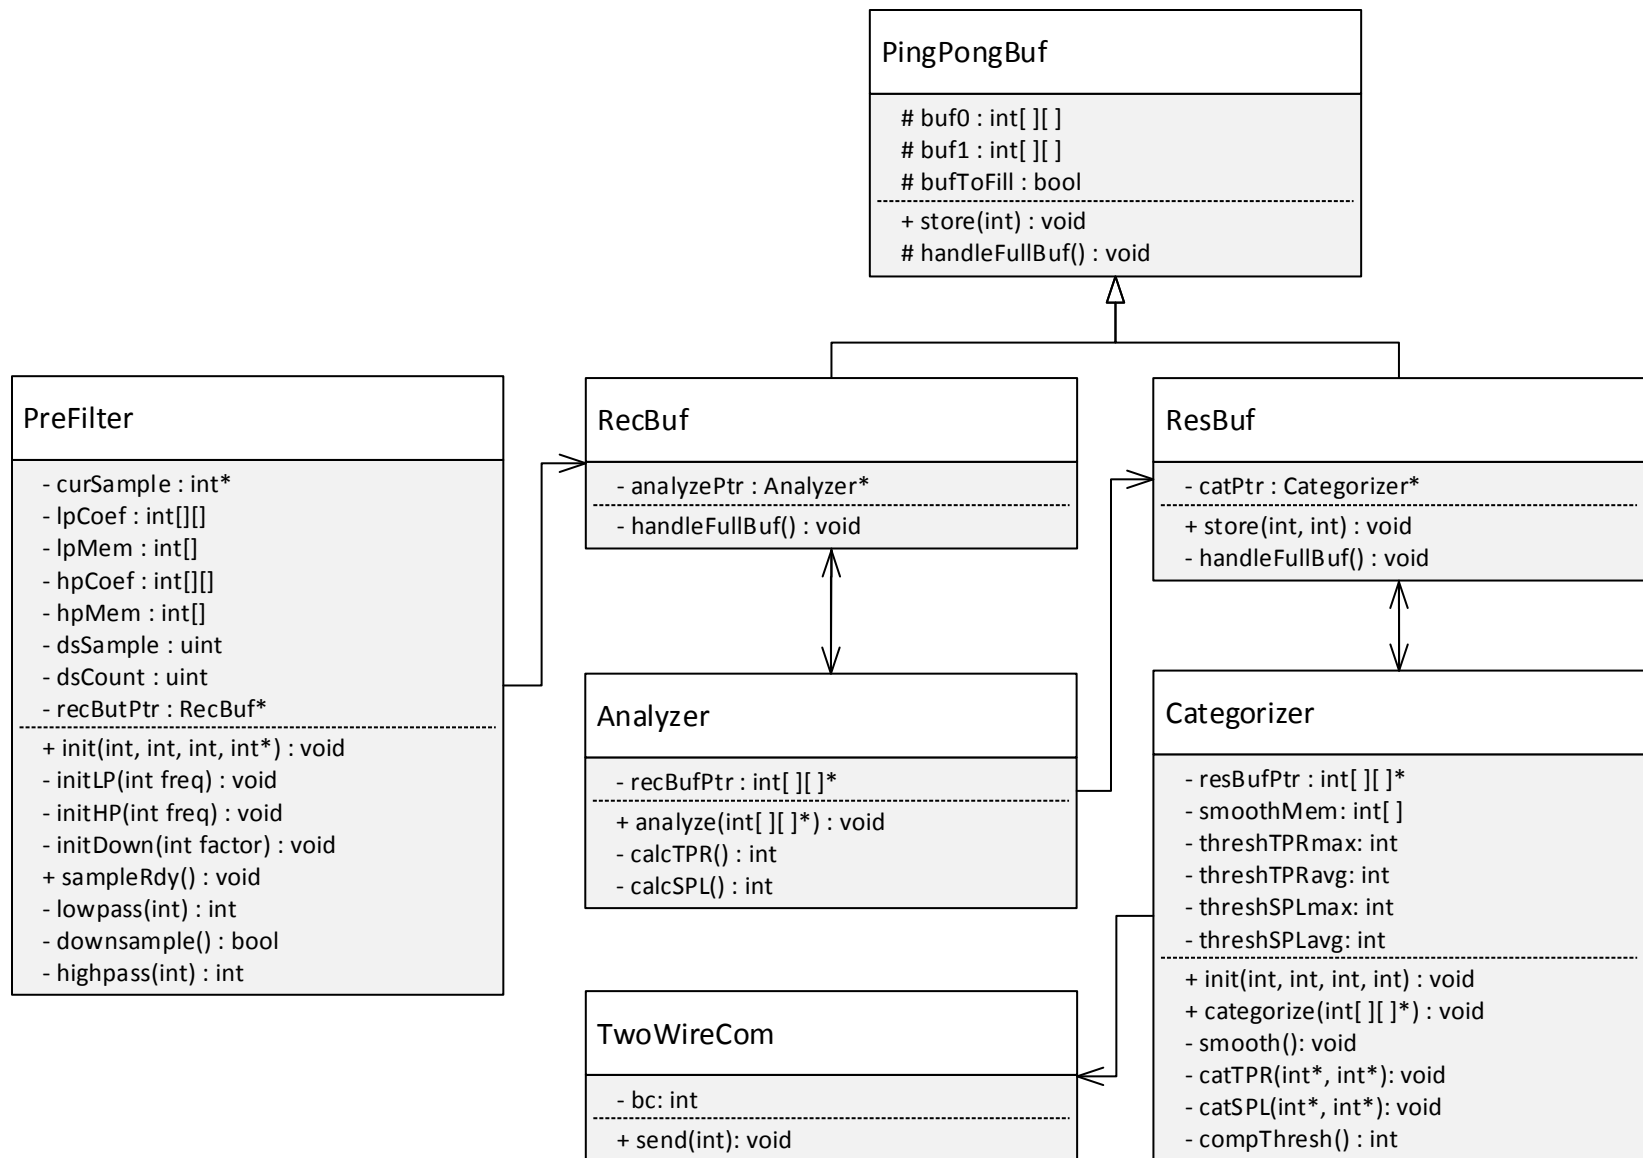 PingPongBuf
# buf0 : int[ ][ ]
# buf1 : int[ ][ ]
# bufToFill : bool
+ store(int) : void
# handleFullBuf() : void
PreFilter
- curSample : int*
- lpCoef : int[][]
- lpMem : int[]
- hpCoef : int[][]
- hpMem : int[]
- dsSample : uint
- dsCount : uint
- recButPtr : RecBuf*
+ init(int, int, int, int*) : void
- initLP(int freq) : void
- initHP(int freq) : void
- initDown(int factor) : void
+ sampleRdy() : void
- lowpass(int) : int
- downsample() : bool
- highpass(int) : int
RecBuf
- analyzePtr : Analyzer*
- handleFullBuf() : void
ResBuf
- catPtr : Categorizer*
+ store(int, int) : void
- handleFullBuf() : void
Analyzer
- recBufPtr : int[ ][ ]*
+ analyze(int[ ][ ]*) : void
- calcTPR() : int
- calcSPL() : int
Categorizer
- resBufPtr : int[ ][ ]*
- smoothMem: int[ ]
- threshTPRmax: int
- threshTPRavg: int
- threshSPLmax: int
- threshSPLavg: int
+ init(int, int, int, int) : void
+ categorize(int[ ][ ]*) : void
- smooth(): void
- catTPR(int*, int*): void
- catSPL(int*, int*): void
- compThresh() : int
TwoWireCom
- bc: int
+ send(int): void